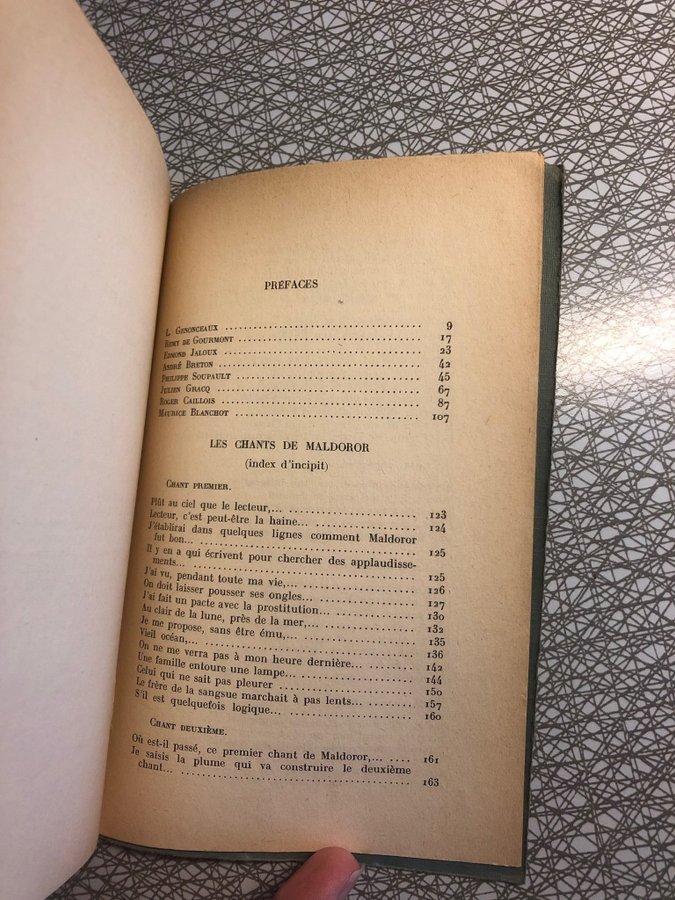 PRÉFACES
L. GENONCEAUX 9
REMY DE GOURMONT 17
EDMOND JALOUX 23
ANDRÉ BRETON 42
PHILIPPE SOUPAULT 45
JULIEN GRACQ 67
ROGER CAILLOIS 87
MAURICE BLANCHOT 107
LES CHANTS DE MALDOROR
(index d'incipit)
CHANT PREMIER.
Plût au ciel que le lecteur,... 123
Lecteur, c'est peut-être la haine... 124
J'établirai dans quelques lignes comment Maldoror
fut bon... 125
Il y en a qui écrivent pour chercher des applaudisse-
ments... 125
J'ai vu, pendant toute ma vie,... 126
On doit laisser pousser ses ongles... 127
J'ai fait un pacte avec la prostitution... 130
Au clair de la lune, près de la mer,... 132
Je me propose, sans être ému,... 135
Vieil océan,... 136
On ne me verra pas à mon heure dernière... 142
Une famille entoure une lampe... 144
Celui qui ne sait pas pleurer 150
Le frère de la sangsue marchait à pas lents... 157
S'il est quelquefois logique... 160
CHANT DEUXIÈME.
Où est-il passé, ce premier chant de Maldoror,... 161
Je saisis la plume qui va construire le deuxième
chant... 163